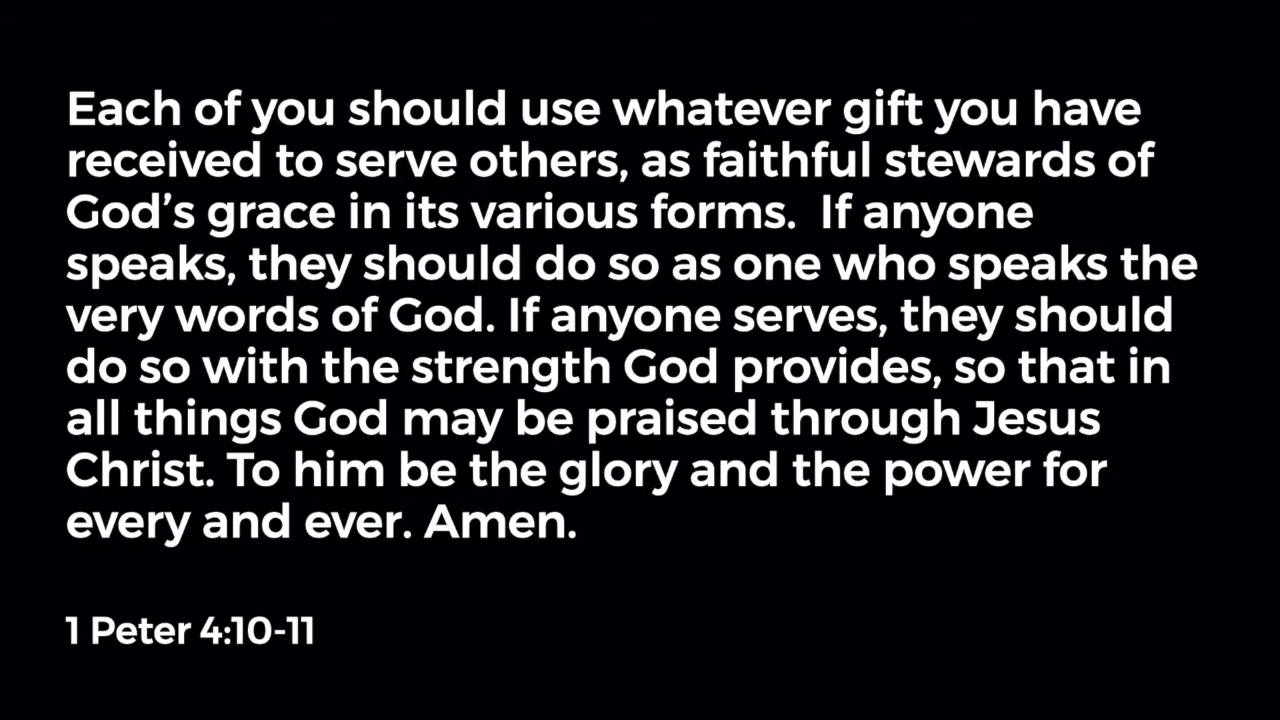 Each of you should use whatever gift you have
received to serve others, as faithful stewards of
God’s grace in its various forms.  If anyone
speaks, they should do so as one who speaks the
very words of God. If anyone serves, they should
do so with the strength God provides, so that in
all things God may be praised through Jesus
Christ. To him be the glory and the power for
every and ever. Amen.
1 Peter 4:10-11